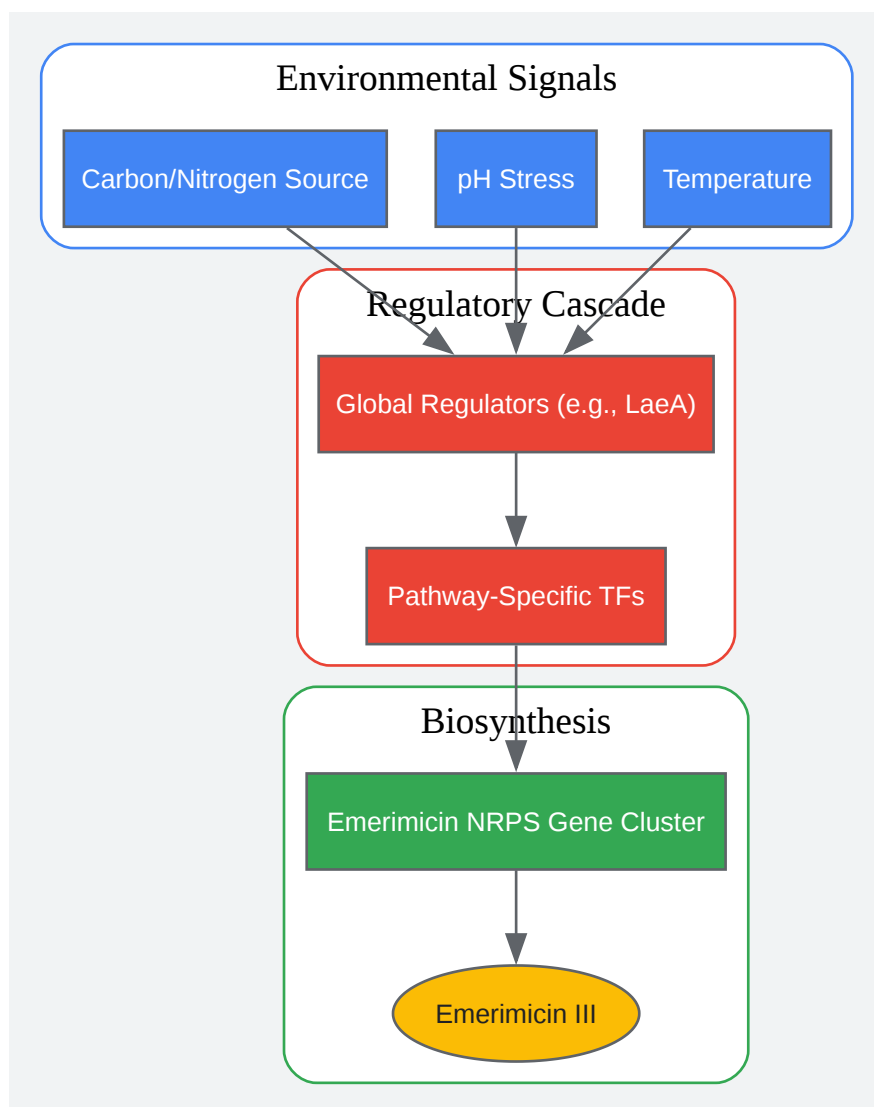 Environmental Signals
Carbon/Nitrogen Source
pH Stress
Temperature
Regulatory Cascade
Global Regulators (e.g., LaeA)
Pathway-Specific TFs
Biosynthesis
Emerimicin NRPS Gene Cluster
Emerimicin III